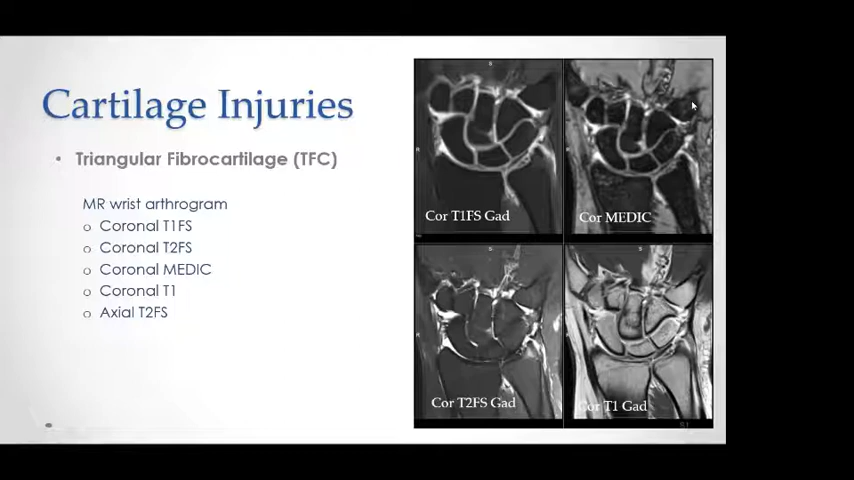 Cartilage Injuries
• Triangular Fibrocartilage (TFC)
MR wrist arthrogram
o Coronal T1FS
o Coronal T2FS
o Coronal MEDIC
o Coronal T1
o Axial T2FS
Cor T1FS Gad
Cor MEDIC
Cor T2FS Gad
Cor T1 Gad